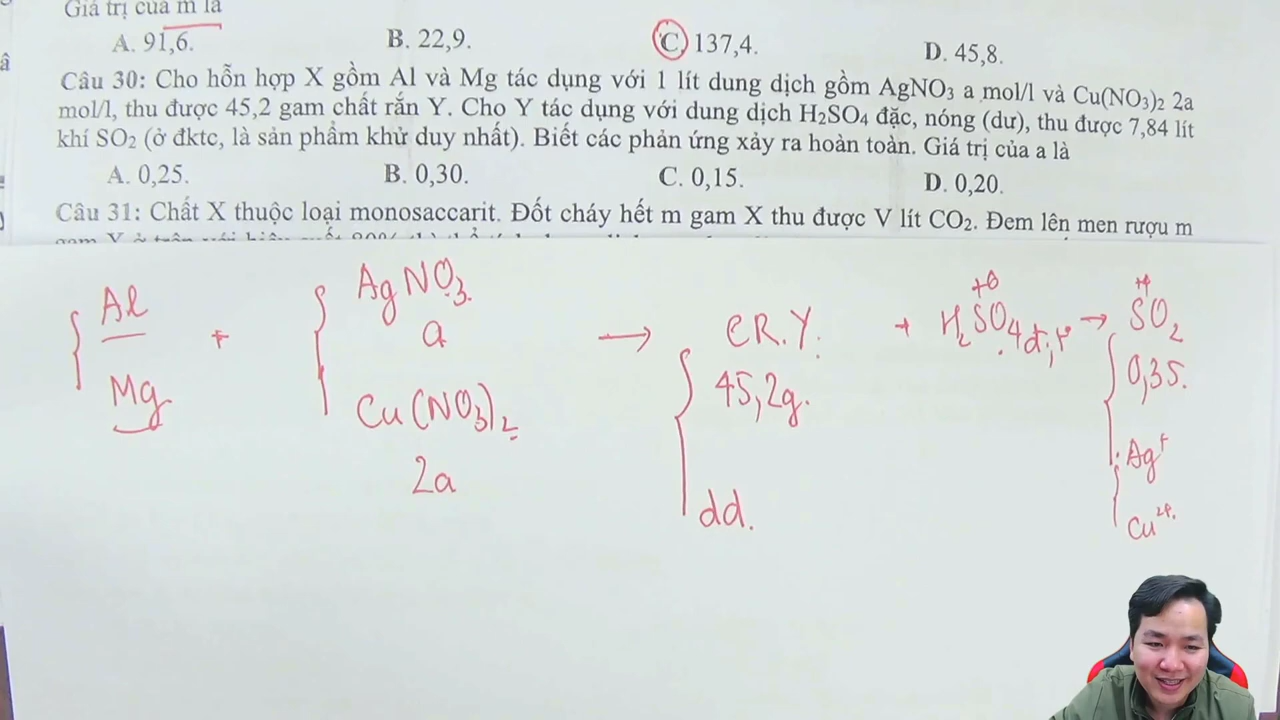 Giá trị của m là
A. 91,6.
B. 22,9.
C. 137,4.
D. 45,8.
Câu 30: Cho hỗn hợp X gồm Al và Mg tác dụng với 1 lít dung dịch gồm AgNO₃ a mol/l và Cu(NO₃)₂ 2a
mol/l, thu được 45,2 gam chất rắn Y. Cho Y tác dụng với dung dịch H₂SO₄ đặc, nóng (dư), thu được 7,84 lít
khí SO₂ (ở đktc, là sản phẩm khử duy nhất). Biết các phản ứng xảy ra hoàn toàn. Giá trị của a là
A. 0,25.
B. 0,30.
C. 0,15.
D. 0,20.
Câu 31: Chất X thuộc loại monosaccarit. Đốt cháy hết m gam X thu được V lít CO₂. Đem lên men rượu m
Al
Mg
+
AgNO₃
a
Cu(NO₃)₂
2a
→
CR.Y.
45,2g.
dd.
+ H₂SO₄ → SO₂
+4
0,35.
Ag⁺
Cu²⁺